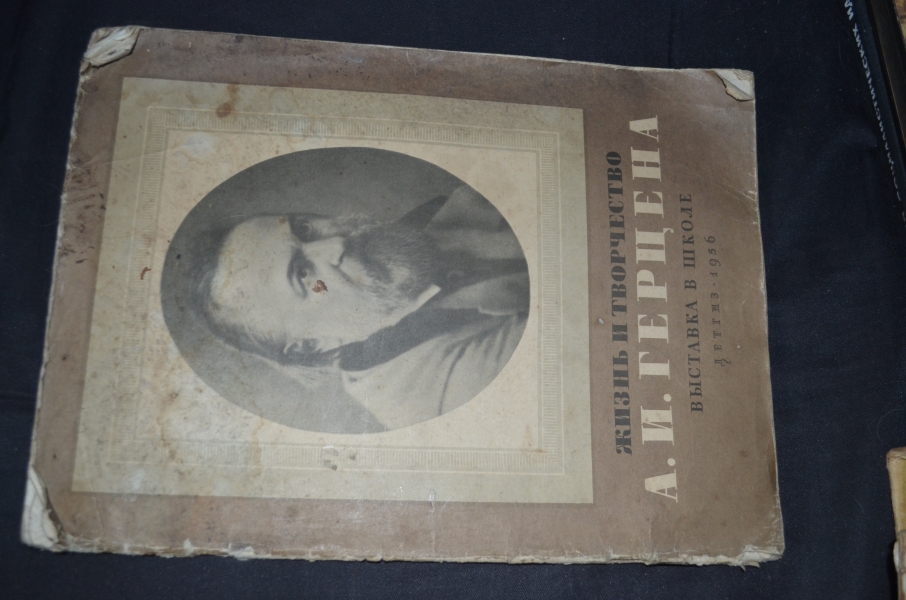 ЖИЗНЬ И ТВОРЧЕСТВО
А. И. ГЕРЦЕНА
ВЫСТАВКА В ШКОЛЕ
ДЕТГИЗ · 1956